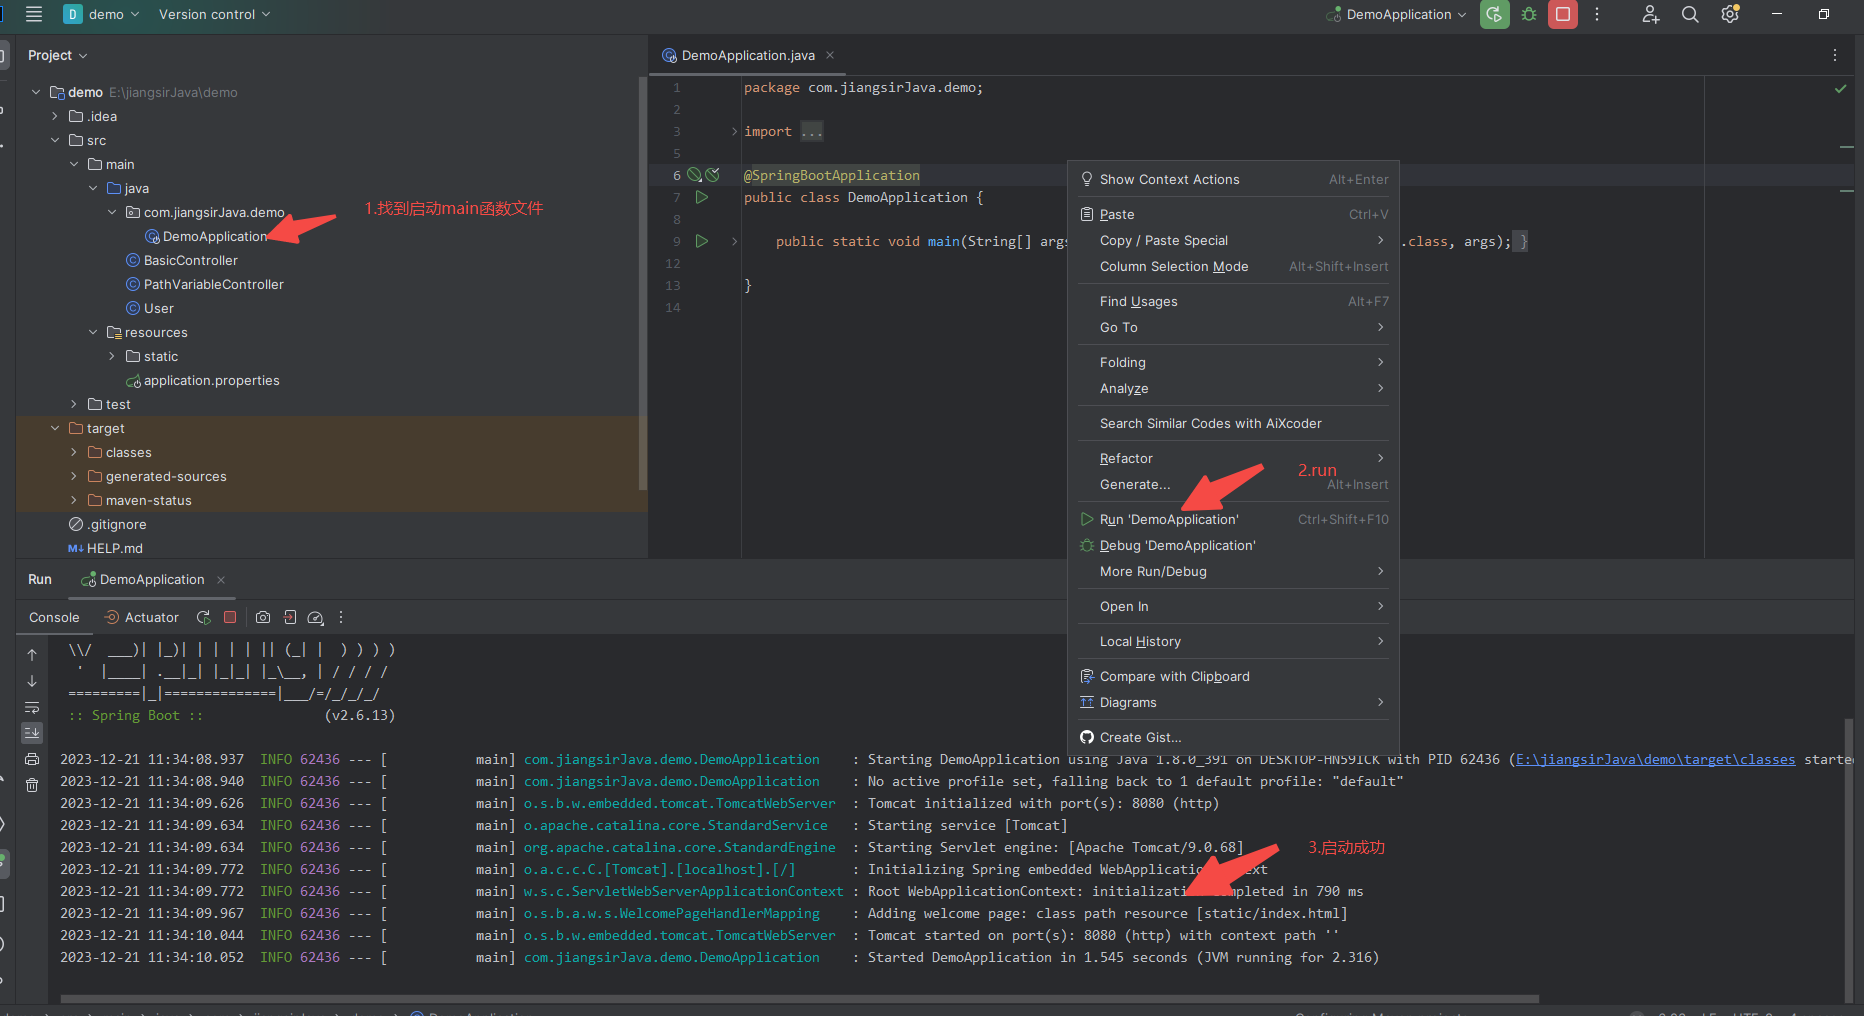 D demo Version control DemoApplication
Project
DemoApplication.java
demo E:\jiangsirJava\demo
.idea
src
main
java
com.jiangsirJava.demo
DemoApplication
BasicController
PathVariableController
User
resources
static
application.properties
test
target
classes
generated-sources
maven-status
.gitignore
M↓ HELP.md
1.找到启动main函数文件
1 package com.jiangsirJava.demo;
2
3 import ...
5
6 @SpringBootApplication
7 public class DemoApplication {
8
9 public static void main(String[] args .class, args); }
12
13 }
14
Show Context Actions Alt+Enter
Paste Ctrl+V
Copy / Paste Special
Column Selection Mode Alt+Shift+Insert
Find Usages Alt+F7
Go To
Folding
Analyze
Search Similar Codes with AiXcoder
Refactor
2.run
Generate... Alt+Insert
Run 'DemoApplication' Ctrl+Shift+F10
Debug 'DemoApplication'
More Run/Debug
Open In
Local History
Compare with Clipboard
Diagrams
Create Gist...
Run DemoApplication
Console Actuator
\\/  ___)| |_)| | | | | || (_| |  ) ) ) )
'  |____| .__|_| |_|_| |_\__, | / / / /
=========|_|==============|___/=/_/_/_/
:: Spring Boot :: (v2.6.13)
2023-12-21 11:34:08.937 INFO 62436 --- [ main] com.jiangsirJava.demo.DemoApplication : Starting DemoApplication using Java 1.8.0_391 on DESKTOP-HN59ICK with PID 62436 (E:\jiangsirJava\demo\target\classes starte
2023-12-21 11:34:08.940 INFO 62436 --- [ main] com.jiangsirJava.demo.DemoApplication : No active profile set, falling back to 1 default profile: "default"
2023-12-21 11:34:09.626 INFO 62436 --- [ main] o.s.b.w.embedded.tomcat.TomcatWebServer : Tomcat initialized with port(s): 8080 (http)
2023-12-21 11:34:09.634 INFO 62436 --- [ main] o.apache.catalina.core.StandardService : Starting service [Tomcat]
2023-12-21 11:34:09.634 INFO 62436 --- [ main] org.apache.catalina.core.StandardEngine : Starting Servlet engine: [Apache Tomcat/9.0.68]
3.启动成功
2023-12-21 11:34:09.772 INFO 62436 --- [ main] o.a.c.c.C.[Tomcat].[localhost].[/] : Initializing Spring embedded WebApplication
2023-12-21 11:34:09.772 INFO 62436 --- [ main] w.s.c.ServletWebServerApplicationContext : Root WebApplicationContext: initializati completed in 790 ms
2023-12-21 11:34:09.967 INFO 62436 --- [ main] o.s.b.a.w.s.WelcomePageHandlerMapping : Adding welcome page: class path resource [static/index.html]
2023-12-21 11:34:10.044 INFO 62436 --- [ main] o.s.b.w.embedded.tomcat.TomcatWebServer : Tomcat started on port(s): 8080 (http) with context path ''
2023-12-21 11:34:10.052 INFO 62436 --- [ main] com.jiangsirJava.demo.DemoApplication : Started DemoApplication in 1.545 seconds (JVM running for 2.316)